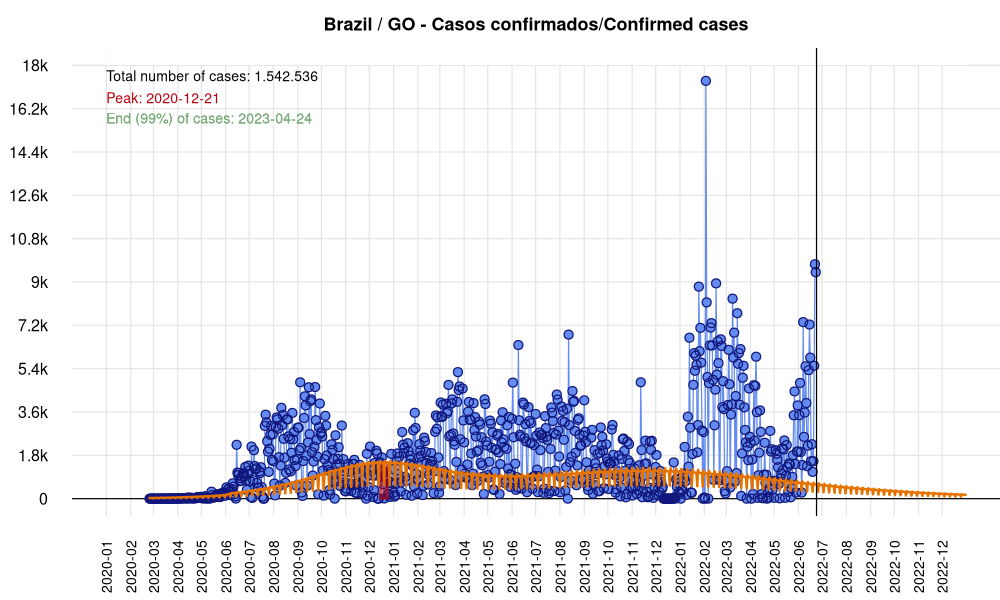 Brazil / GO - Casos confirmados/Confirmed cases
Total number of cases: 1.542.536
Peak: 2020-12-21
End (99%) of cases: 2023-04-24
18k
16.2k
14.4k
12.6k
10.8k
9k
7.2k
5.4k
3.6k
1.8k
0
2020-01
2020-02
2020-03
2020-04
2020-05
2020-06
2020-07
2020-08
2020-09
2020-10
2020-11
2020-12
2021-01
2021-02
2021-03
2021-04
2021-05
2021-06
2021-07
2021-08
2021-09
2021-10
2021-11
2021-12
2022-01
2022-02
2022-03
2022-04
2022-05
2022-06
2022-07
2022-08
2022-09
2022-10
2022-11
2022-12